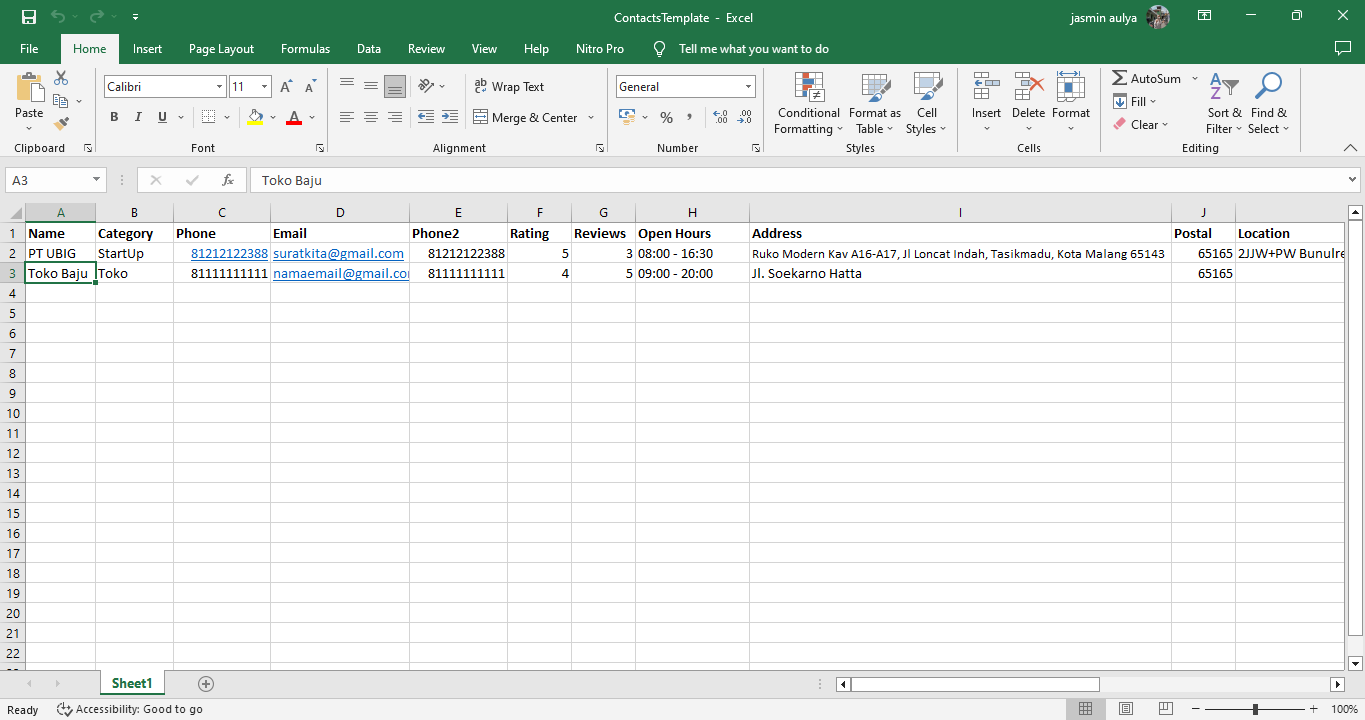 ContactsTemplate - Excel
jasmin aulya
File Home Insert Page Layout Formulas Data Review View Help Nitro Pro Tell me what you want to do
Calibri 11 ab Wrap Text General AutoSum
Paste B I U A Merge & Center % , Conditional Formatting Format as Table Cell Styles Insert Delete Format Fill Clear Sort & Filter Find & Select
Clipboard Font Alignment Number Styles Cells Editing
A3 fx Toko Baju
A B C D E F G H I J
1 Name Category Phone Email Phone2 Rating Reviews Open Hours Address Postal Location
2 PT UBIG StartUp 81212122388 suratkita@gmail.com 81212122388 5 3 08:00 - 16:30 Ruko Modern Kav A16-A17, Jl Loncat Indah, Tasikmadu, Kota Malang 65143 65165 2JJW+PW Bunulre
3 Toko Baju Toko 81111111111 namaemail@gmail.co 81111111111 4 5 09:00 - 20:00 Jl. Soekarno Hatta 65165
4
5
6
7
8
9
10
11
12
13
14
15
16
17
18
19
20
21
22
Sheet1
Ready Accessibility: Good to go 100%